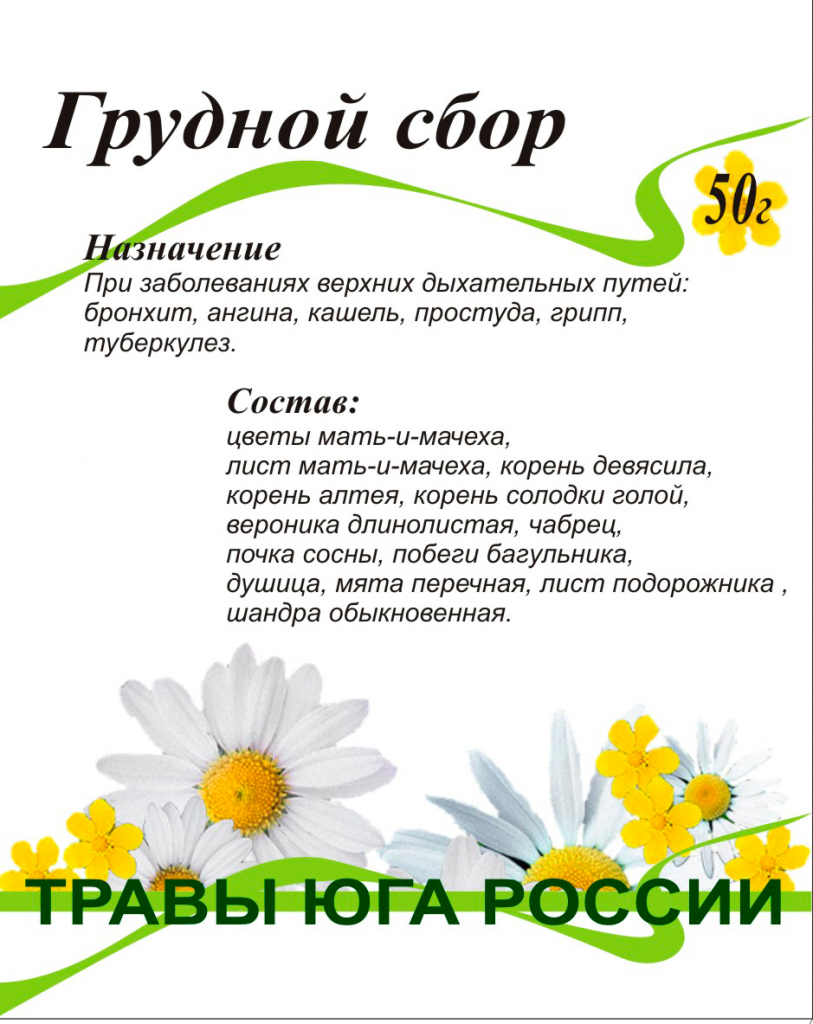 Грудной сбор
50г
Назначение
При заболеваниях верхних дыхательных путей:
бронхит, ангина, кашель, простуда, грипп,
туберкулез.
Состав:
цветы мать-и-мачеха,
лист мать-и-мачеха, корень девясила,
корень алтея, корень солодки голой,
вероника длинолистая, чабрец,
почка сосны, побеги багульника,
душица, мята перечная, лист подорожника ,
шандра обыкновенная.
ТРАВЫ ЮГА РОССИИ